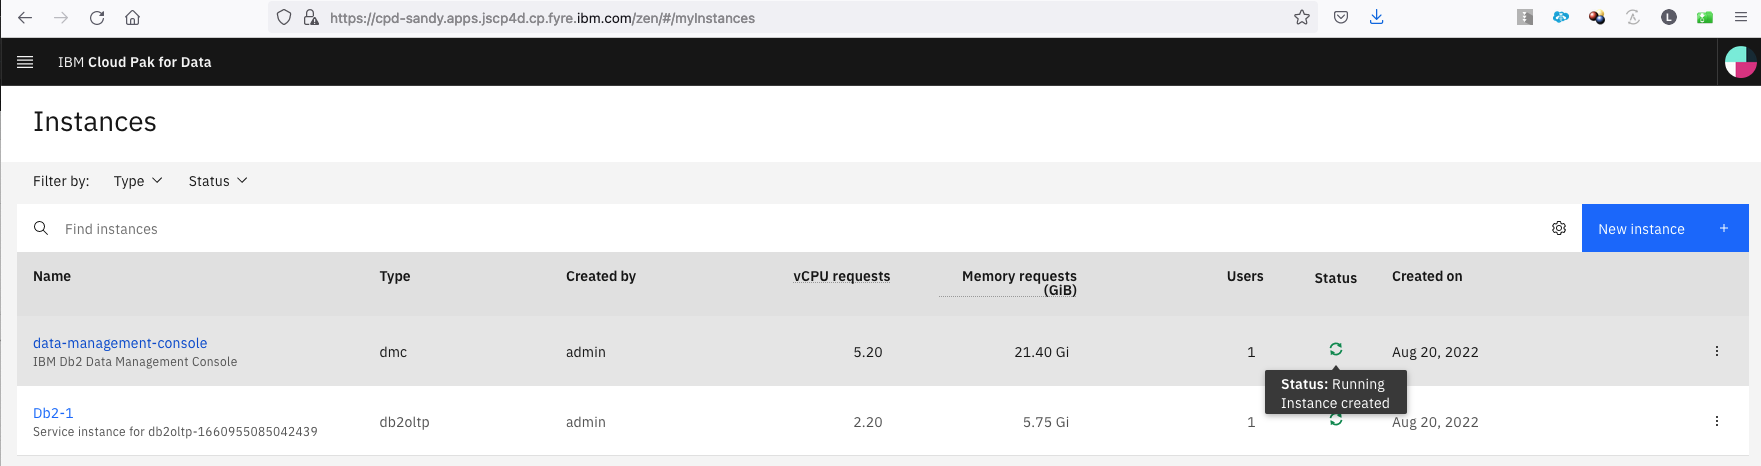 https://cpd-sandy.apps.jscp4d.cp.fyre.ibm.com/zen/#/myInstances
L
IBM Cloud Pak for Data
Instances
Filter by: Type Status
Find instances
New instance +
Name Type Created by vCPU requests Memory requests (GiB) Users Status Created on
data-management-console
IBM Db2 Data Management Console
dmc admin 5.20 21.40 Gi 1 Aug 20, 2022
Status: Running
Instance created
Db2-1
Service instance for db2oltp-1660955085042439
db2oltp admin 2.20 5.75 Gi 1 Aug 20, 2022